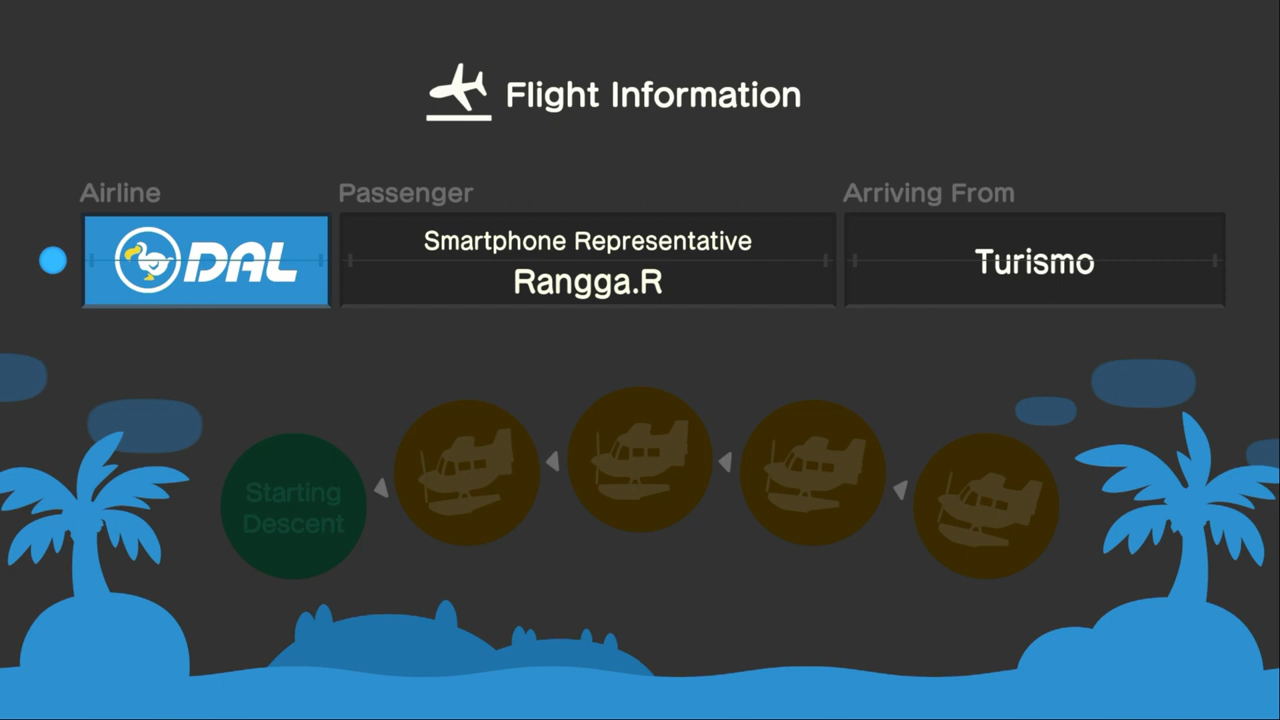 Flight Information
Airline
Passenger
Arriving From
DAL
Smartphone Representative
Rangga.R
Turismo
Starting
Descent